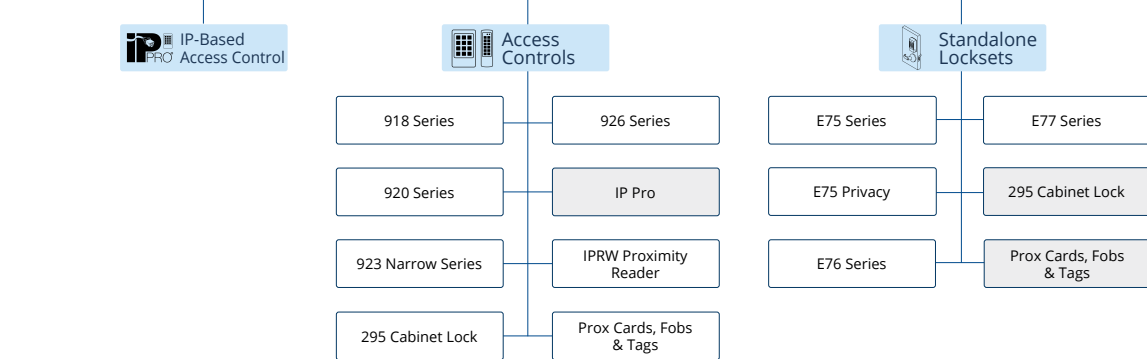 iPPRO
IP-Based
Access Control
Access
Controls
Standalone
Locksets
918 Series
926 Series
E75 Series
E77 Series
920 Series
IP Pro
E75 Privacy
295 Cabinet Lock
923 Narrow Series
IPRW Proximity
Reader
E76 Series
Prox Cards, Fobs
& Tags
295 Cabinet Lock
Prox Cards, Fobs
& Tags